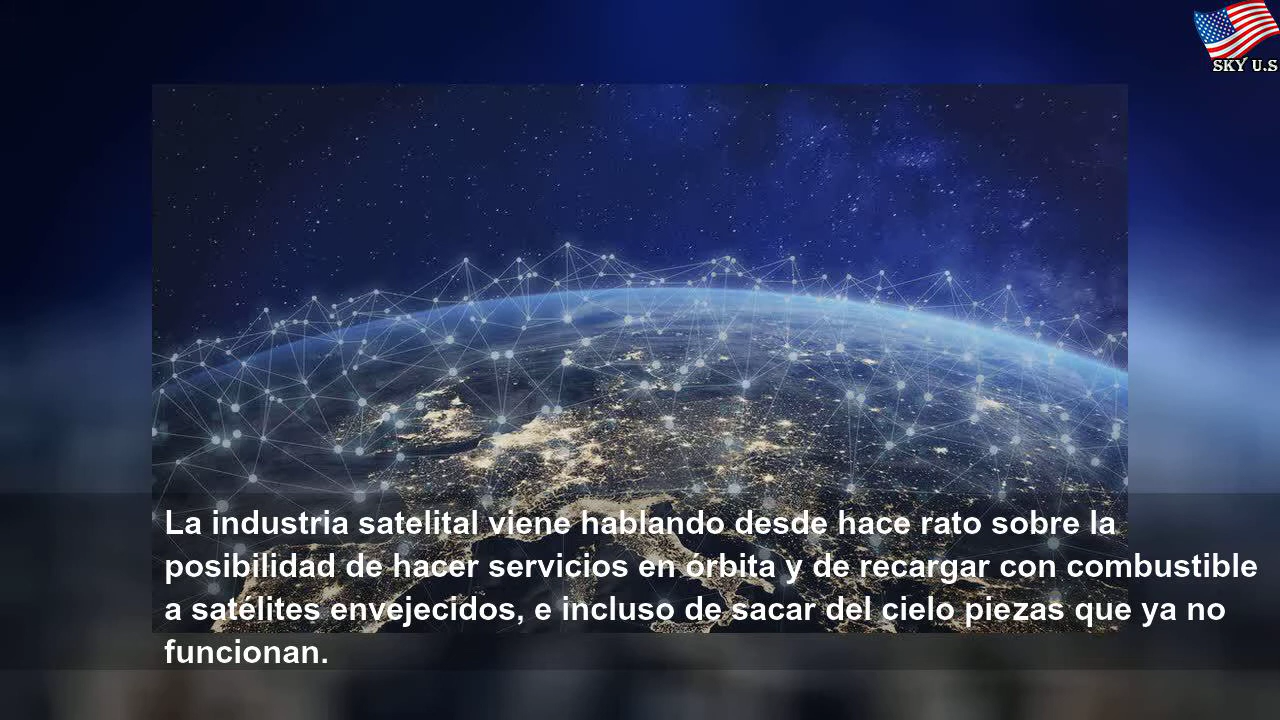 SKY U.S
La industria satelital viene hablando desde hace rato sobre la
posibilidad de hacer servicios en órbita y de recargar con combustible
a satélites envejecidos, e incluso de sacar del cielo piezas que ya no
funcionan.